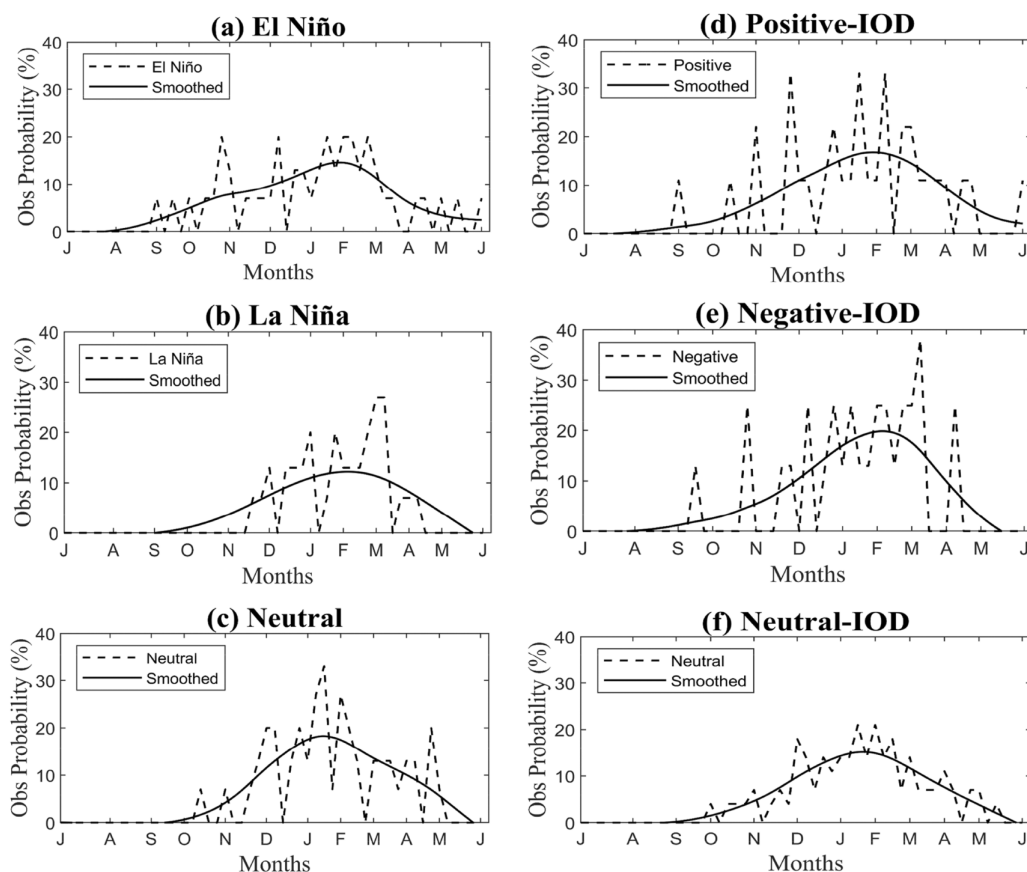 (a) El Niño
40
30
20
10
0
Obs Probability (%)
El Niño
Smoothed
J A S O N D J F M A M J
Months
(b) La Niña
40
30
20
10
0
Obs Probability (%)
La Niña
Smoothed
J A S O N D J F M A M J
Months
(c) Neutral
40
30
20
10
0
Obs Probability (%)
Neutral
Smoothed
J A S O N D J F M A M J
Months
(d) Positive-IOD
40
30
20
10
0
Obs Probability (%)
Positive
Smoothed
J A S O N D J F M A M J
Months
(e) Negative-IOD
40
30
20
10
0
Obs Probability (%)
Negative
Smoothed
J A S O N D J F M A M J
Months
(f) Neutral-IOD
40
30
20
10
0
Obs Probability (%)
Neutral
Smoothed
J A S O N D J F M A M J
Months